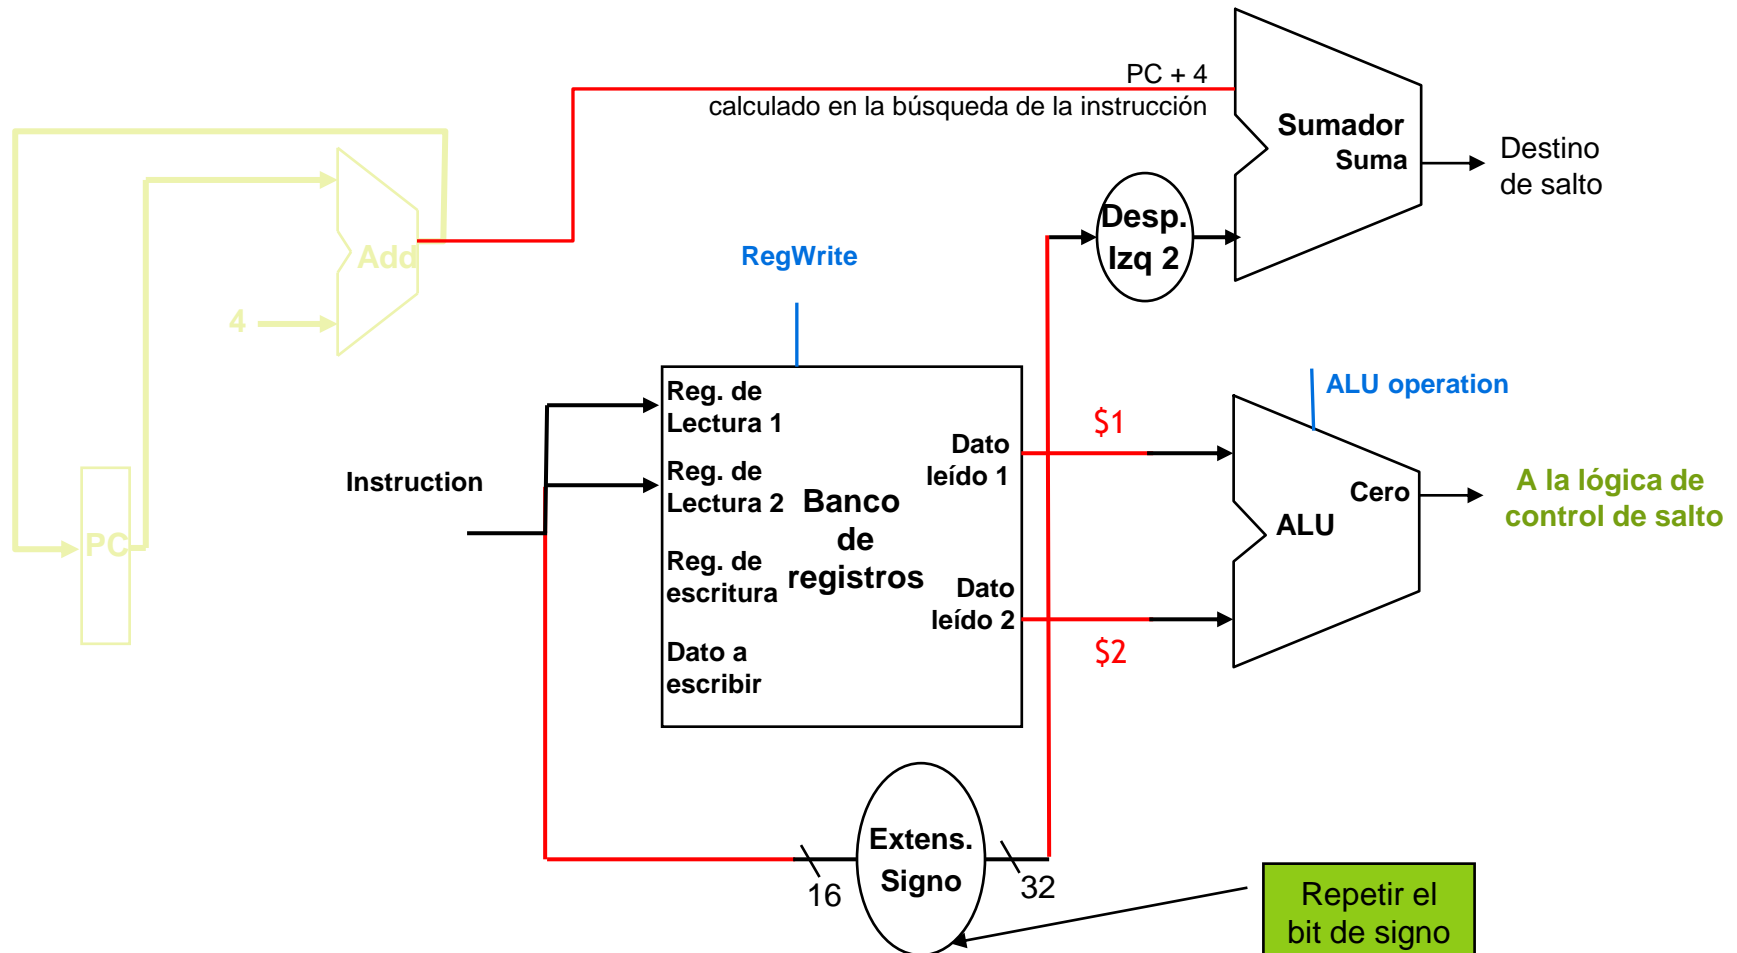 PC + 4
calculado en la búsqueda de la instrucción
Sumador
Suma
Destino
de salto
Desp.
Izq 2
Add
4
PC
RegWrite
Instruction
Reg. de
Lectura 1
Reg. de
Lectura 2
Reg. de
escritura
Dato a
escribir
Banco
de
registros
Dato
leído 1
Dato
leído 2
$1
$2
ALU operation
Cero
ALU
A la lógica de
control de salto
16
Extens.
Signo
32
Repetir el
bit de signo